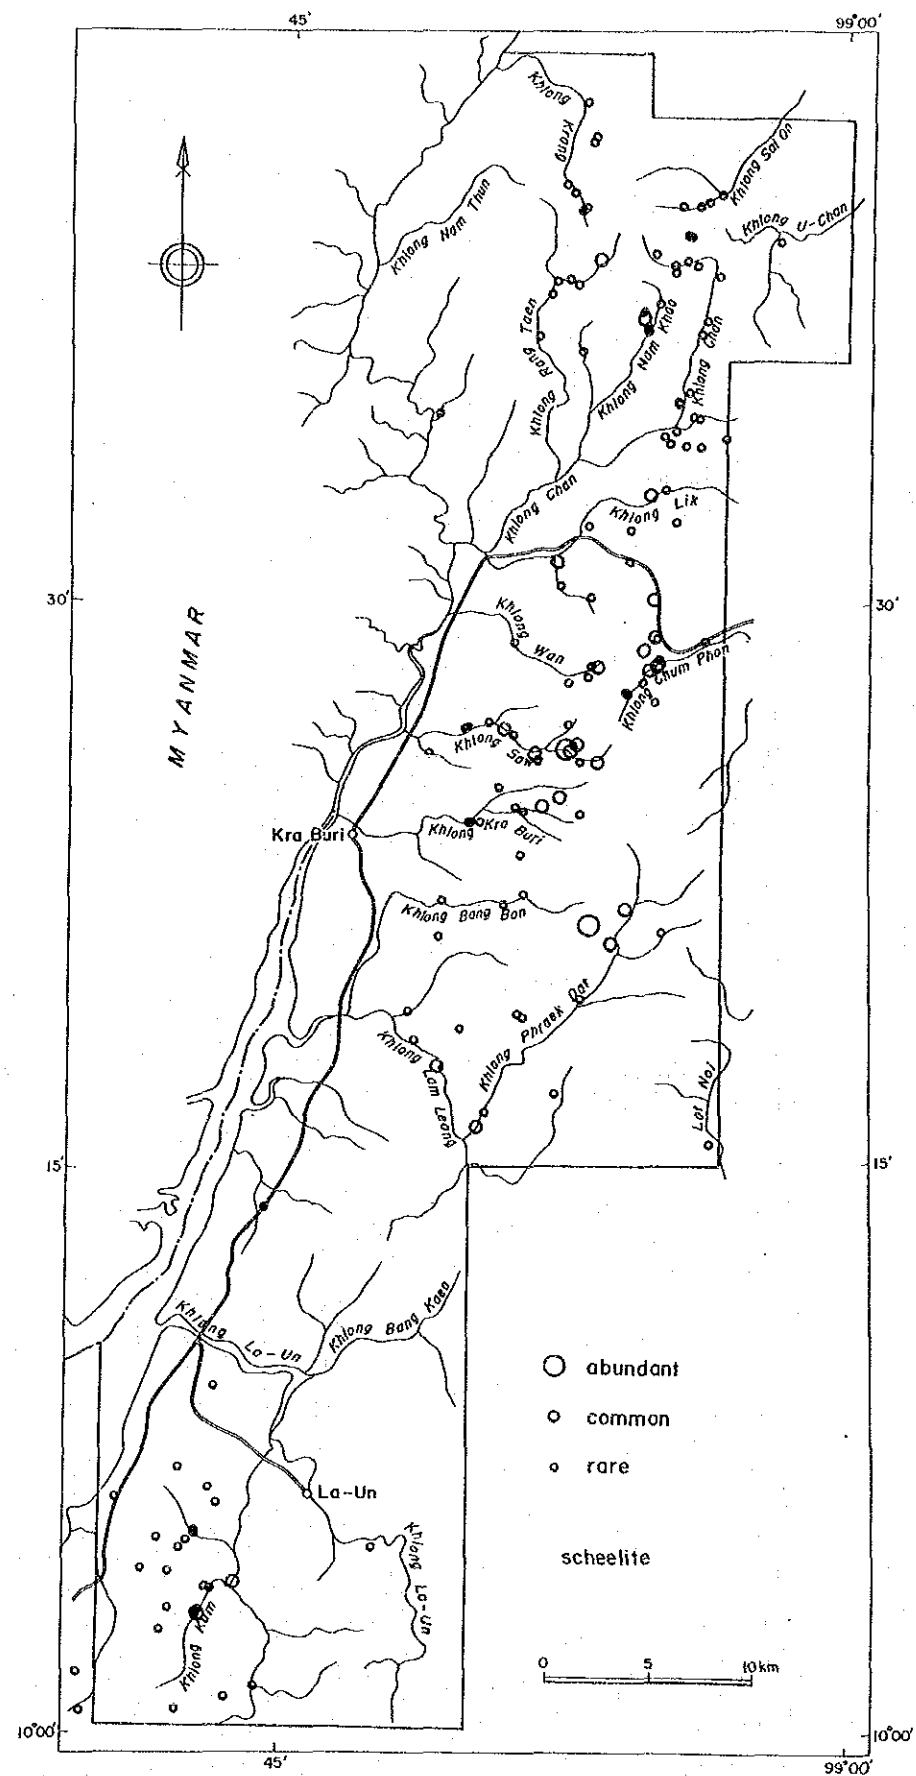 45'
99°00'
Khlong
Krang
Khlong Sai On
Khlong U-Chan
Khlong Nam Thun
Khlong Rang Taen
Khlong Nam Khao
Khlong Chan
Khlong Chan
Khlong Lik
30'
30'
Khlong Wan
MYANMAR
Khlong Chum Phon
Khlong Sow
Kra Buri
Khlong Kra Buri
Khlong Bang Bon
Khlong Phraek Dat
Khlong Lam Leang
Lat Noi
15'
15'
Khlong La-Un
Khlong Bang Kaeo
abundant
common
rare
La-Un
Khlong La-Un
scheelite
Khlong Kam
0 5 10km
10°00'
10°00'
45'
99°00'